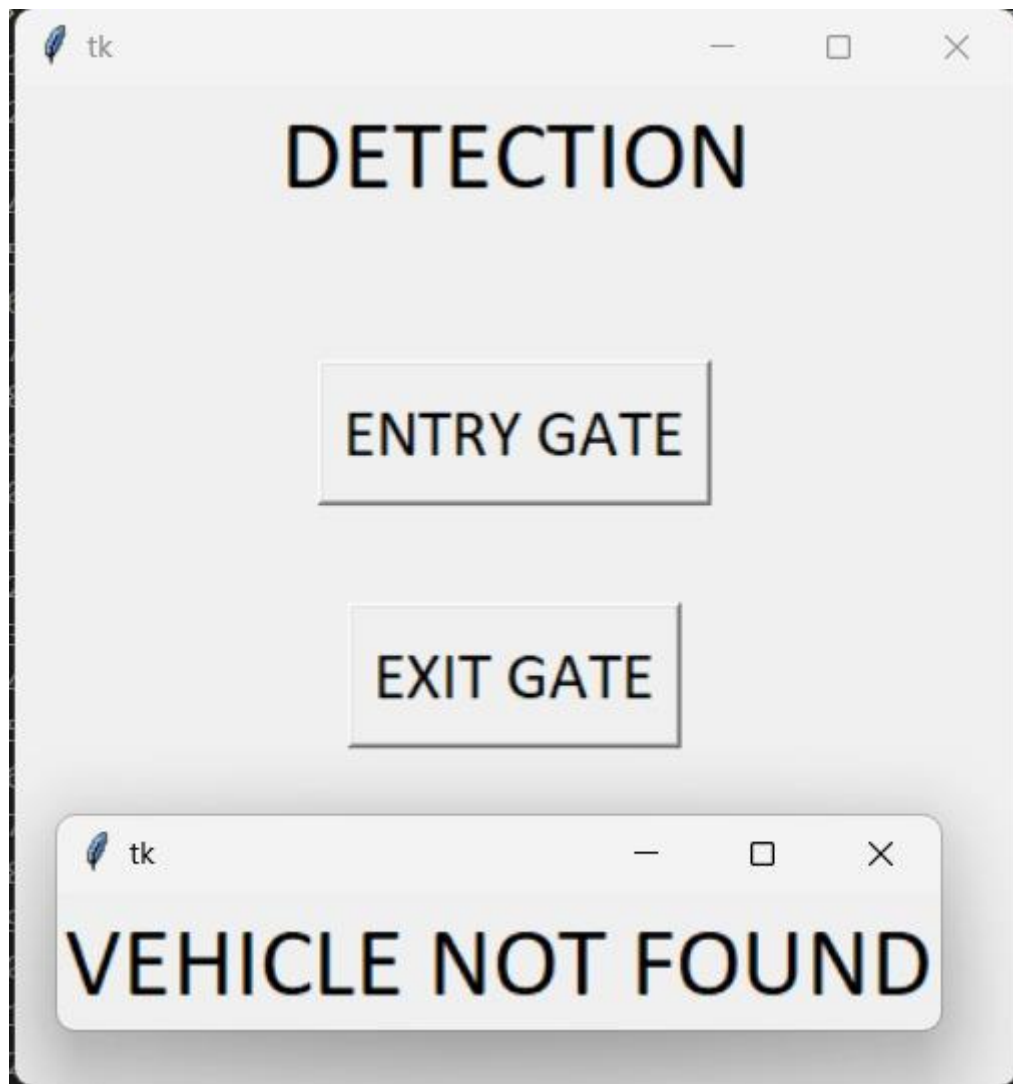 tk
DETECTION
ENTRY GATE
EXIT GATE
tk
VEHICLE NOT FOUND